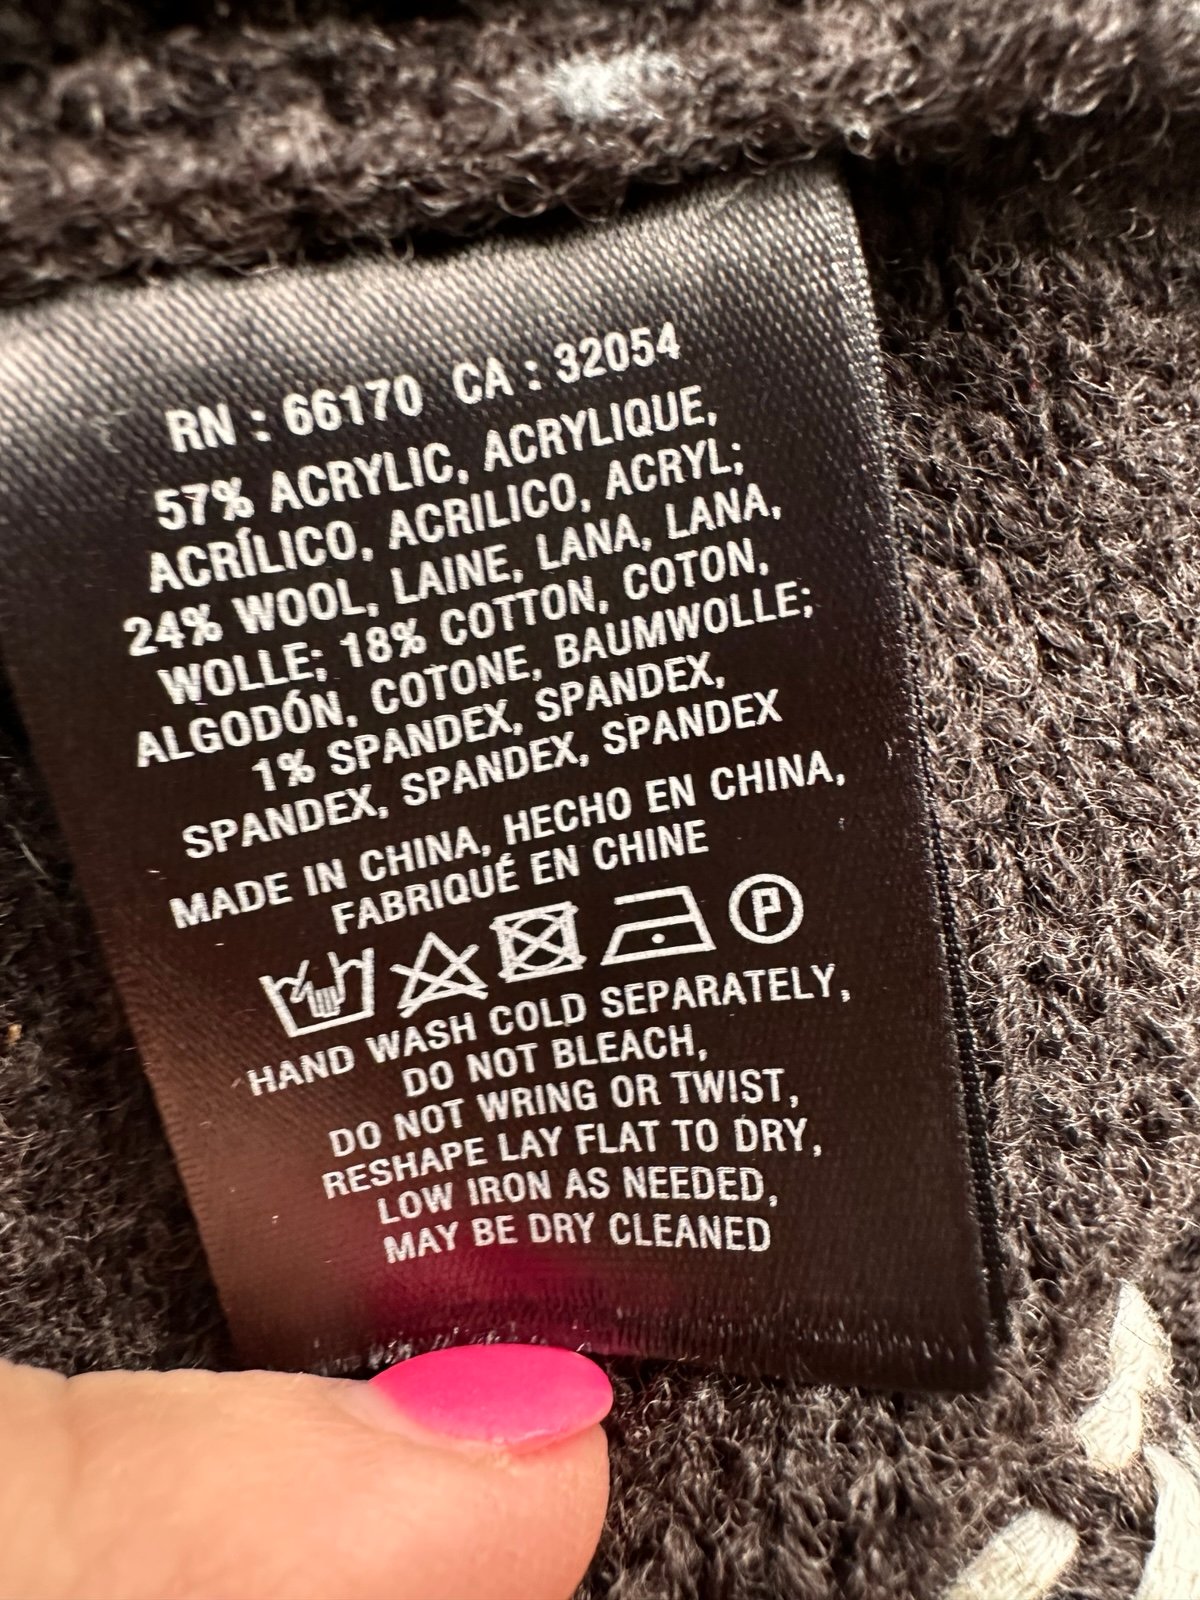 RN : 66170 CA : 32054
57% ACRYLIC, ACRYLIQUE,
ACRÍLICO, ACRILICO, ACRYL;
24% WOOL, LAINE, LANA, LANA,
WOLLE; 18% COTTON, COTON,
ALGODÓN, COTONE, BAUMWOLLE;
1% SPANDEX, SPANDEX,
SPANDEX, SPANDEX, SPANDEX
MADE IN CHINA, HECHO EN CHINA,
FABRIQUÉ EN CHINE
P
HAND WASH COLD SEPARATELY,
DO NOT BLEACH,
DO NOT WRING OR TWIST,
RESHAPE LAY FLAT TO DRY,
LOW IRON AS NEEDED,
MAY BE DRY CLEANED